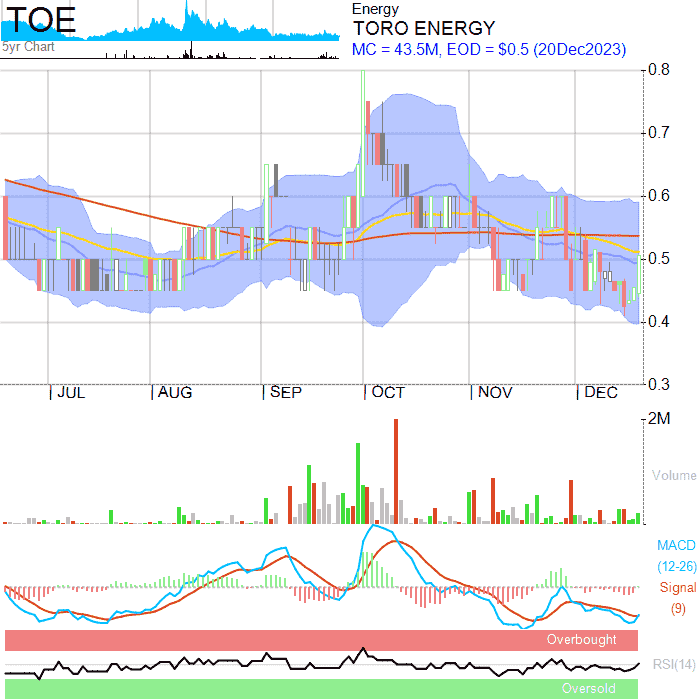 TOE
5yr Chart
Energy
TORO ENERGY
MC = 43.5M, EOD = $0.5 (20Dec2023)
0.8
0.7
0.6
0.5
0.4
0.3
JUL AUG SEP OCT NOV DEC
2M
Volume
MACD
(12-26)
Signal
(9)
Overbought
RSI(14)
Oversold